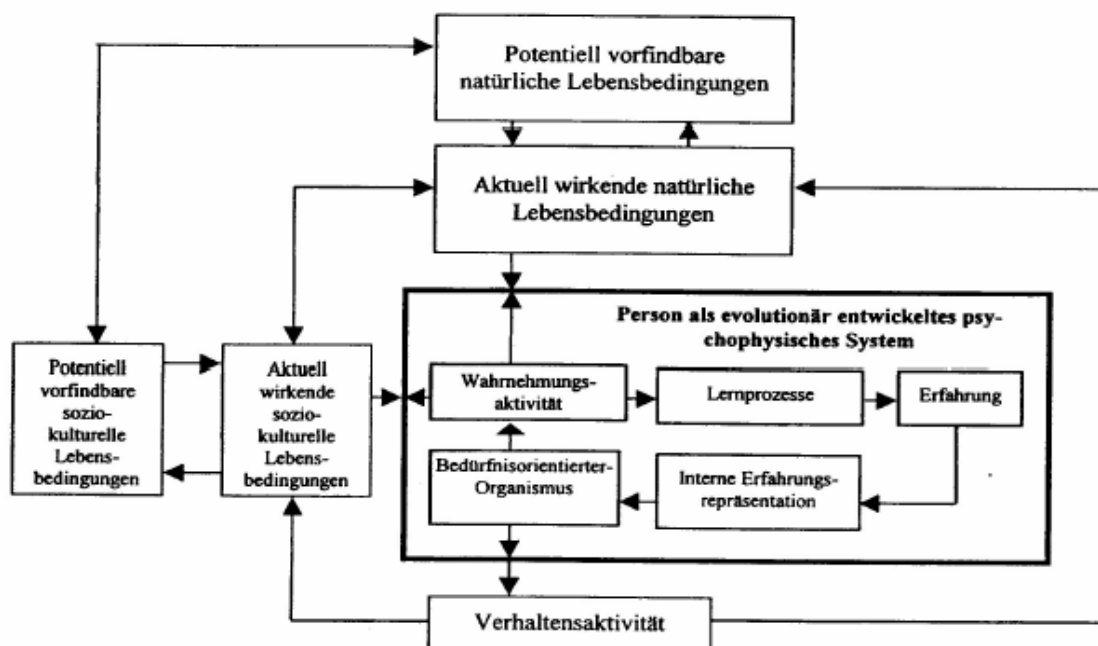 Potentiell vorfindbare
natürliche Lebensbedingungen
Aktuell wirkende natürliche
Lebensbedingungen
Person als evolutionär entwickeltes psy-
chophysisches System
Potentiell
vorfindbare
sozio-
kulturelle
Lebens-
bedingungen
Aktuell
wirkende
sozio-
kulturelle
Lebens-
bedingungen
Wahrnehmungs-
aktivität
Lernprozesse
Erfahrung
Bedürfnisorientierter-
Organismus
Interne Erfahrungs-
repräsentation
Verhaltensaktivität